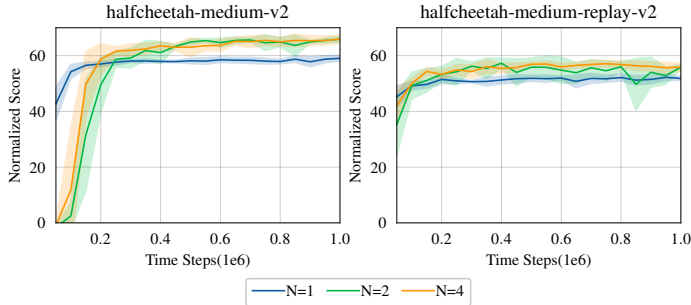 halfcheetah-medium-v2
Normalized Score
60
40
20
0
0.2 0.4 0.6 0.8 1.0
Time Steps(1e6)
halfcheetah-medium-replay-v2
Normalized Score
60
40
20
0
0.2 0.4 0.6 0.8 1.0
Time Steps(1e6)
N=1 N=2 N=4